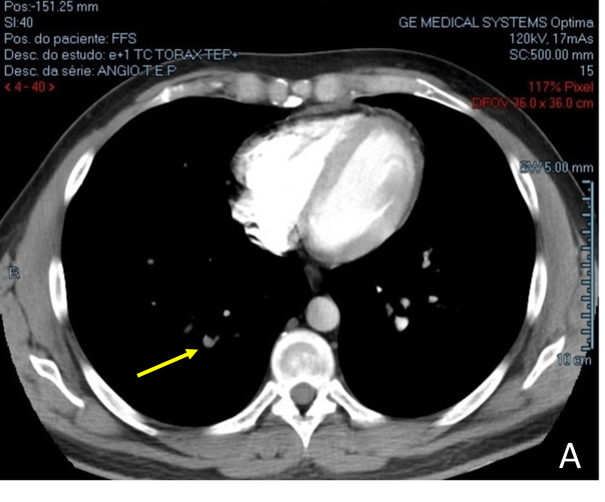 Pos:-151.25 mm
SI:40
Pos. do paciente: FFS
Desc. do estudo: e+1 TC TORAX-TEP+
Desc. da série: ANGIO T.E.P
< 4 - 40 >
GE MEDICAL SYSTEMS Optima
120kV, 17mAs
SC:500.00 mm
15
117% Pixel
DFOV 36.0 x 36.0 cm
SW 5.00 mm
R
10 cm
A